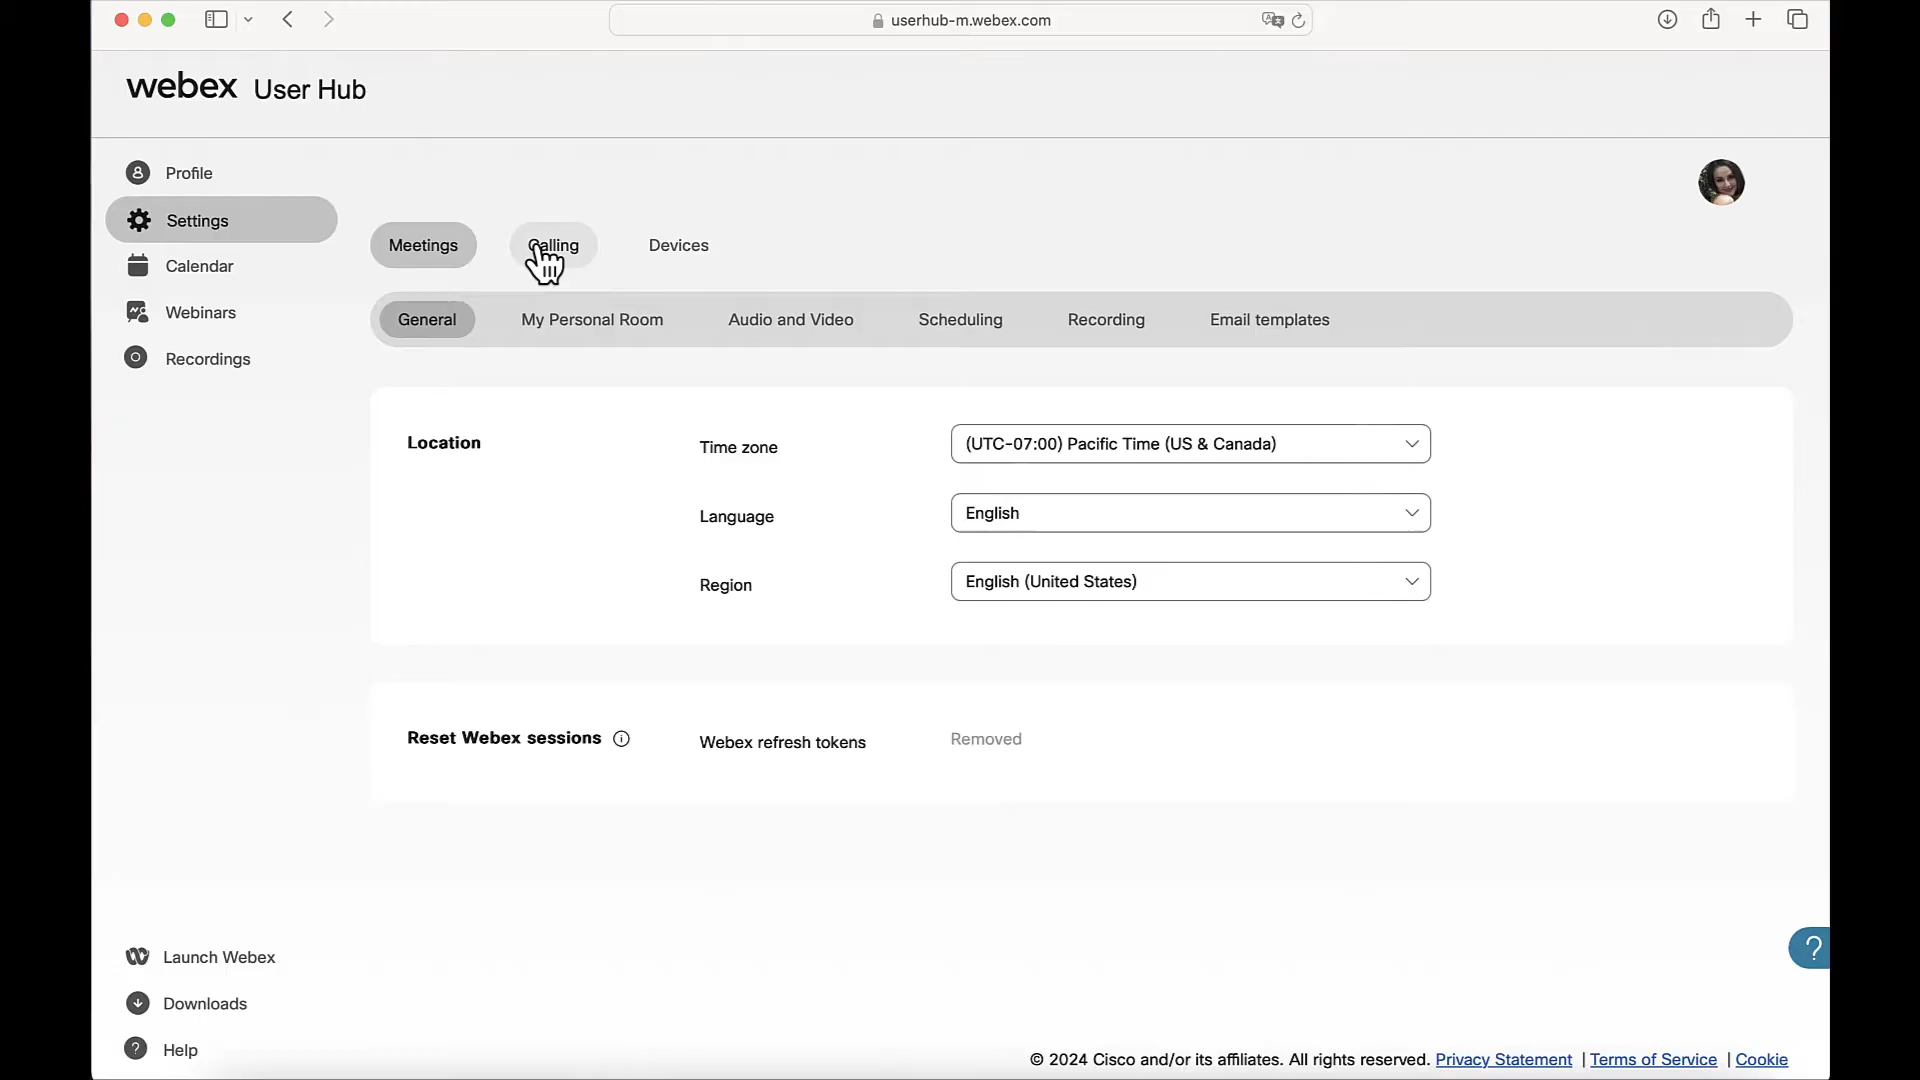 userhub-m.webex.com
webex User Hub
Profile
Settings
Calendar
Webinars
Recordings
Meetings
Calling
Devices
General
My Personal Room
Audio and Video
Scheduling
Recording
Email templates
Location
Time zone
(UTC-07:00) Pacific Time (US & Canada)
Language
English
Region
English (United States)
Reset Webex sessions
Webex refresh tokens
Removed
?
Launch Webex
Downloads
Help
© 2024 Cisco and/or its affiliates. All rights reserved. Privacy Statement | Terms of Service | Cookie